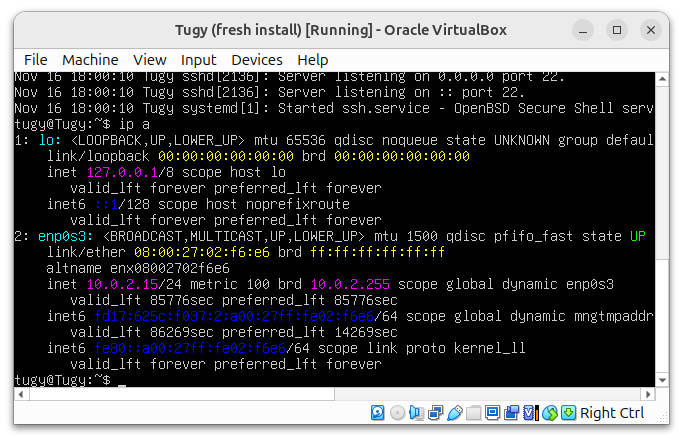 Tugy (fresh install) [Running] - Oracle VirtualBox
File Machine View Input Devices Help
Nov 16 18:00:10 Tugy sshd[2136]: Server listening on 0.0.0.0 port 22.
Nov 16 18:00:10 Tugy sshd[2136]: Server listening on :: port 22.
Nov 16 18:00:10 Tugy systemd[1]: Started ssh.service - OpenBSD Secure Shell serv
tugy@Tugy:~$ ip a
1: lo: <LOOPBACK,UP,LOWER_UP> mtu 65536 qdisc noqueue state UNKNOWN group defaul
link/loopback 00:00:00:00:00:00 brd 00:00:00:00:00:00
inet 127.0.0.1/8 scope host lo
valid_lft forever preferred_lft forever
inet6 ::1/128 scope host noprefixroute
valid_lft forever preferred_lft forever
2: enp0s3: <BROADCAST,MULTICAST,UP,LOWER_UP> mtu 1500 qdisc pfifo_fast state UP
link/ether 08:00:27:02:f6:e6 brd ff:ff:ff:ff:ff:ff
altname enx08002702f6e6
inet 10.0.2.15/24 metric 100 brd 10.0.2.255 scope global dynamic enp0s3
valid_lft 85776sec preferred_lft 85776sec
inet6 fd17:625c:f037:2:a00:27ff:fe02:f6e6/64 scope global dynamic mngtmpaddr
valid_lft 86269sec preferred_lft 14269sec
inet6 fe80::a00:27ff:fe02:f6e6/64 scope link proto kernel_ll
valid_lft forever preferred_lft forever
tugy@Tugy:~$ _
Right Ctrl